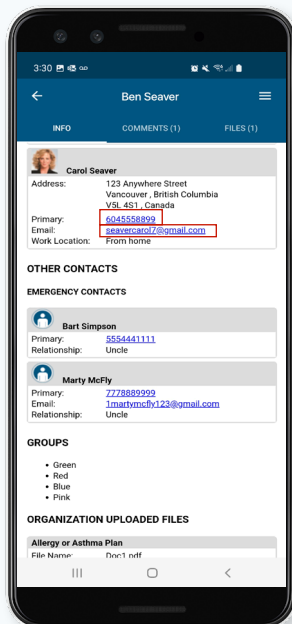 3:30
Ben Seaver
INFO COMMENTS (1) FILES (1)
Carol Seaver
Address: 123 Anywhere Street
Vancouver , British Columbia
V5L 4S1 , Canada
Primary: 6045558899
Email: seavercarol7@gmail.com
Work Location: From home
OTHER CONTACTS
EMERGENCY CONTACTS
Bart Simpson
Primary: 5554441111
Relationship: Uncle
Marty McFly
Primary: 7778889999
Email: 1martymcfly123@gmail.com
Relationship: Uncle
GROUPS
• Green
• Red
• Blue
• Pink
ORGANIZATION UPLOADED FILES
Allergy or Asthma Plan
File Name: Doc1.pdf